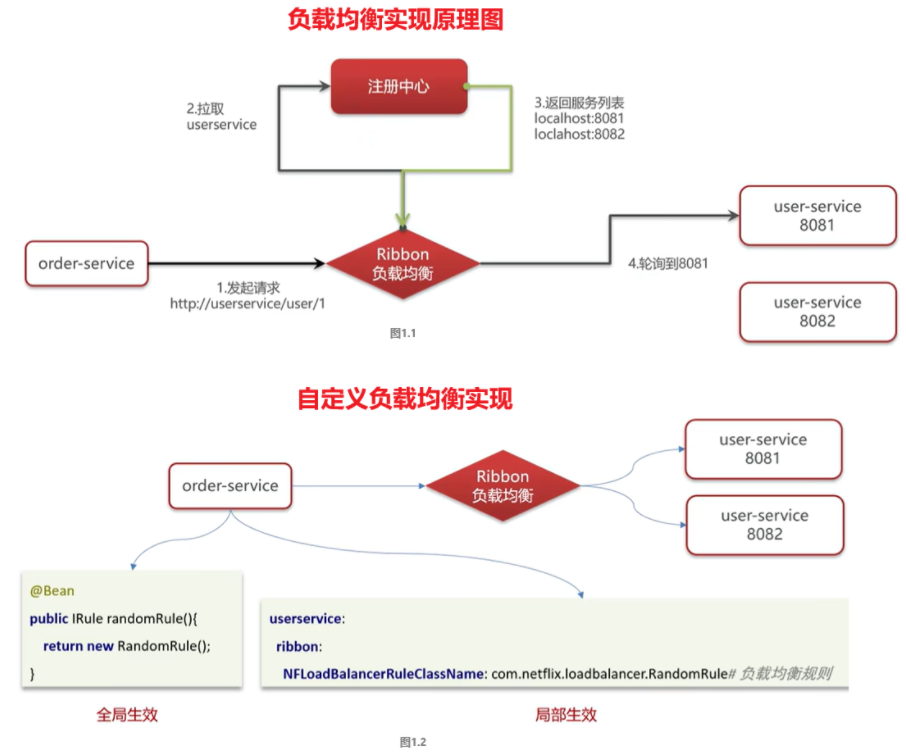 负载均衡实现原理图
注册中心
2.拉取
userservice
3.返回服务列表
localhost:8081
loclahost:8082
order-service
1.发起请求
http://userservice/user/1
Ribbon
负载均衡
4.轮询到8081
user-service
8081
user-service
8082
图1.1
自定义负载均衡实现
order-service
Ribbon
负载均衡
user-service
8081
user-service
8082
@Bean
public IRule randomRule(){
return new RandomRule();
}
全局生效
userservice:
ribbon:
NFLoadBalancerRuleClassName: com.netflix.loadbalancer.RandomRule# 负载均衡规则
局部生效
图1.2